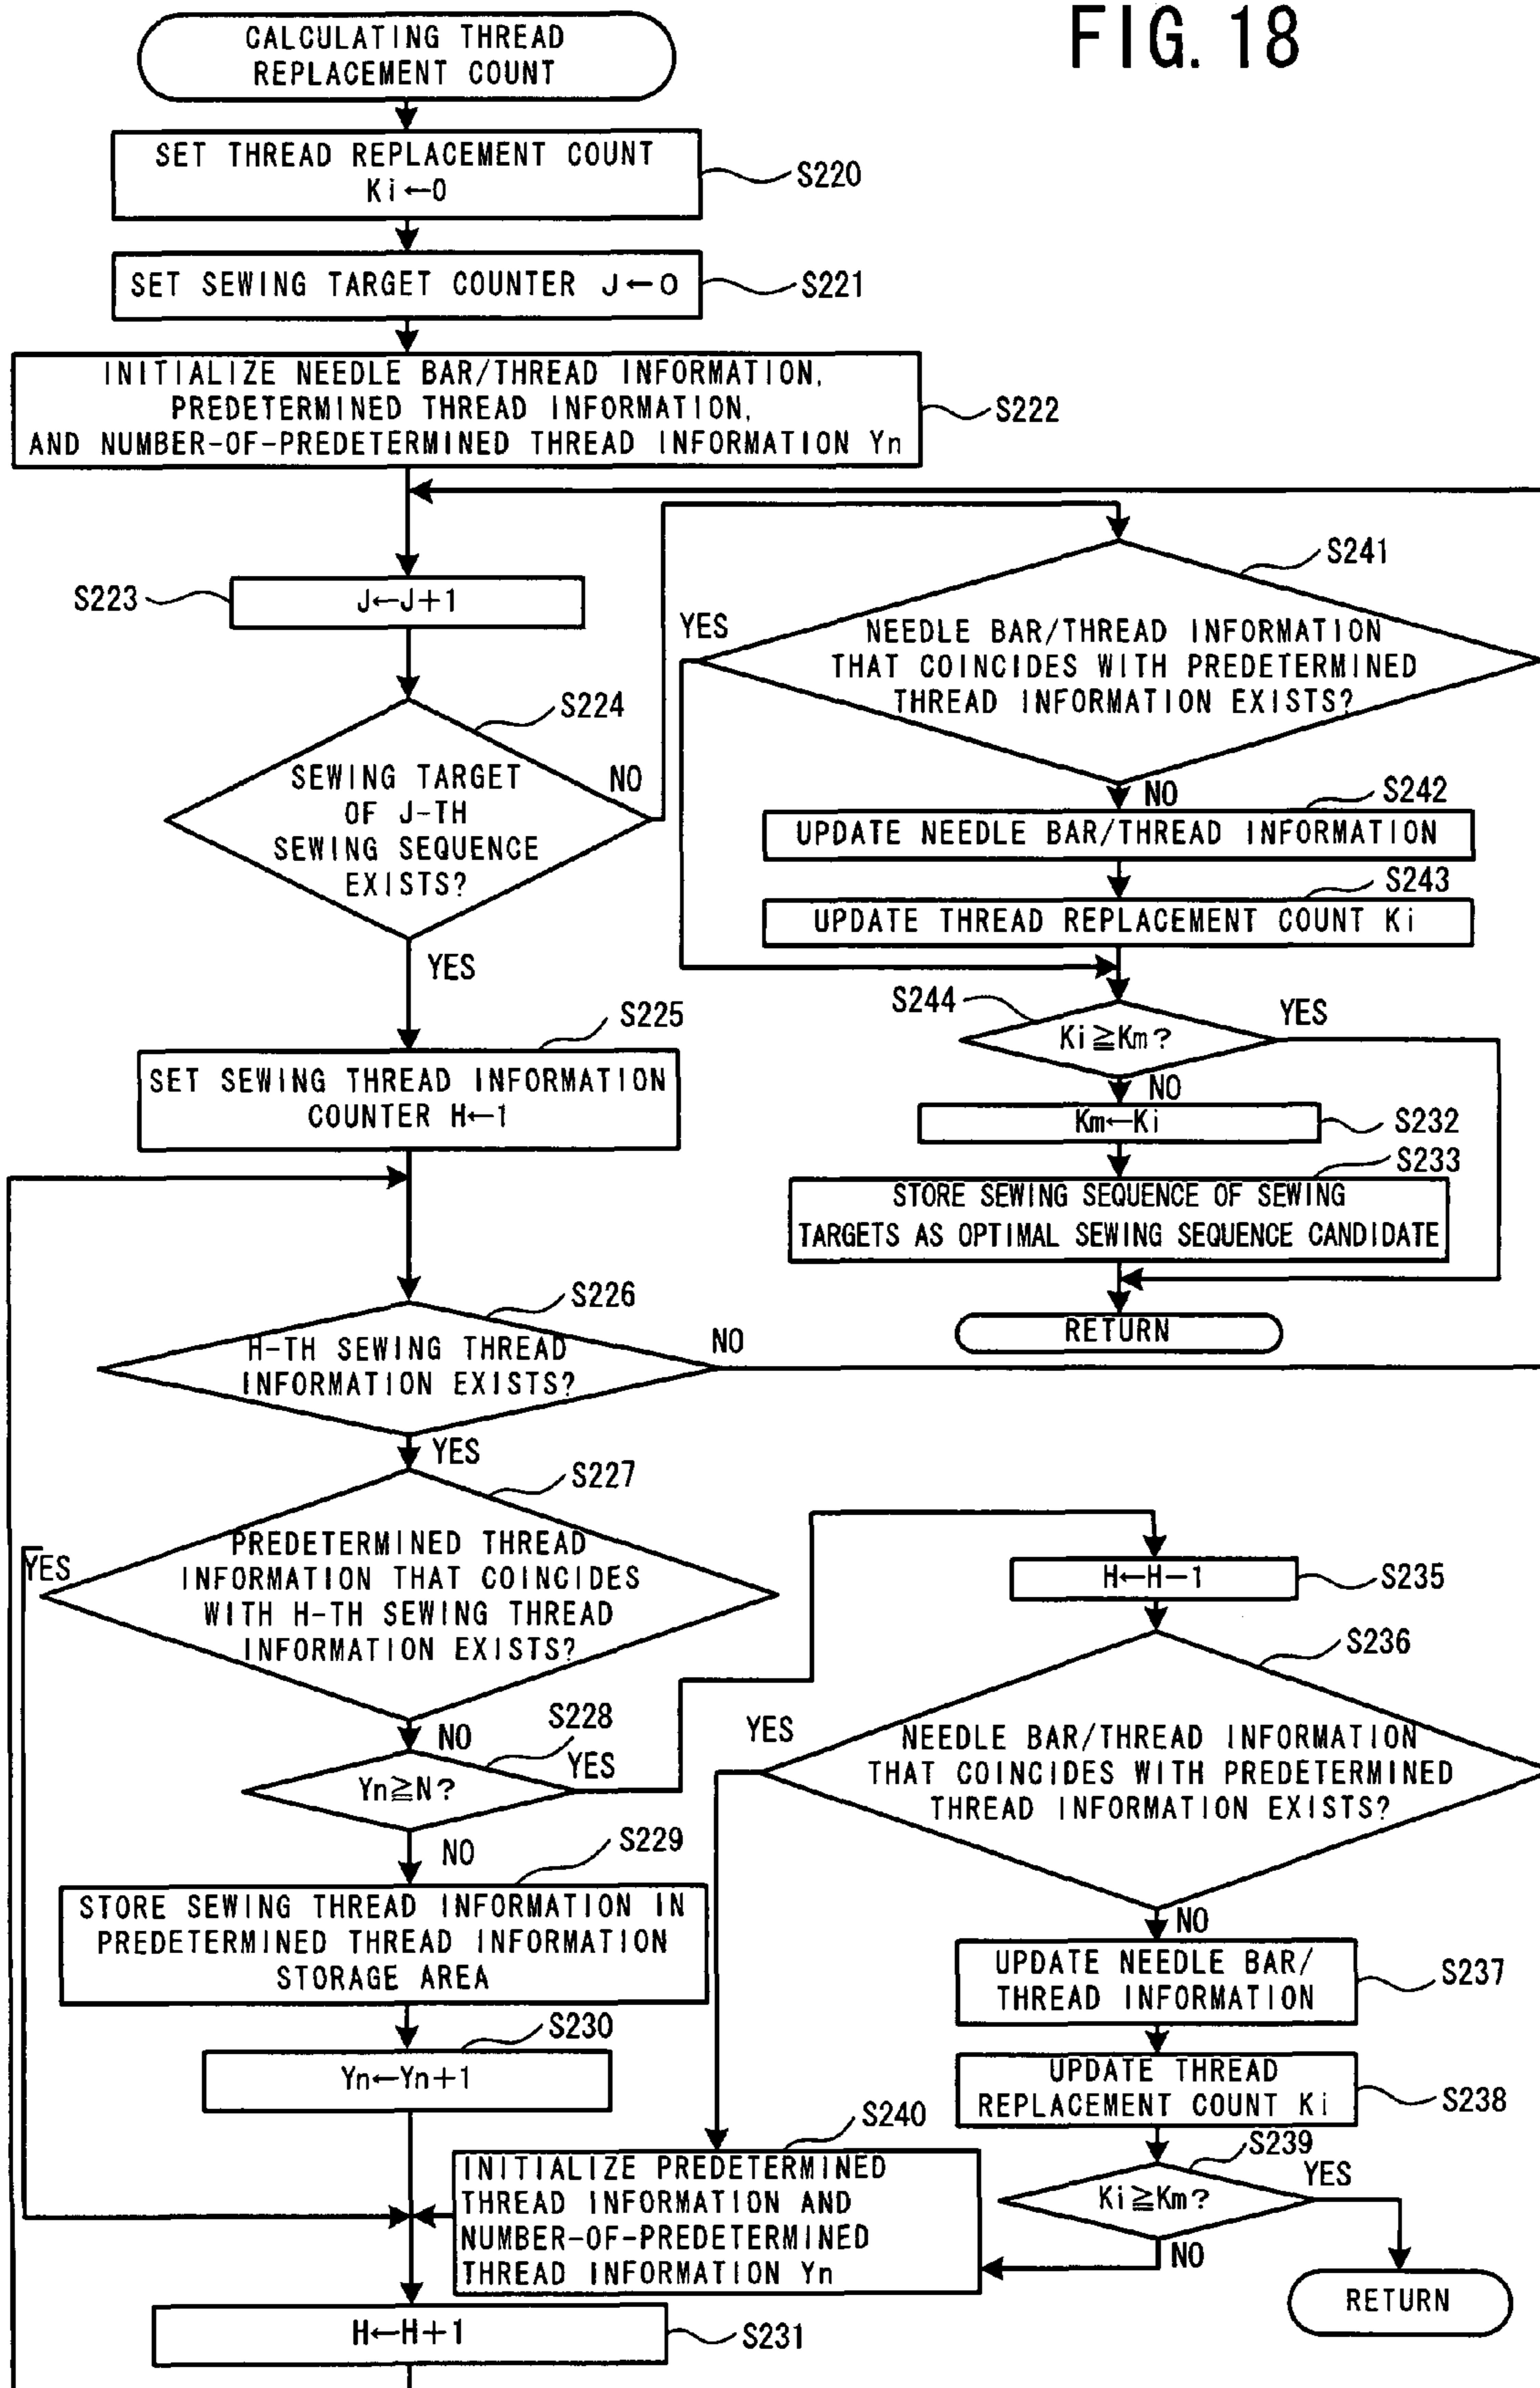 FIG. 18
CALCULATING THREAD
REPLACEMENT COUNT
SET THREAD REPLACEMENT COUNT
Ki←0
S220
SET SEWING TARGET COUNTER J←0
S221
INITIALIZE NEEDLE BAR/THREAD INFORMATION,
PREDETERMINED THREAD INFORMATION,
AND NUMBER-OF-PREDETERMINED THREAD INFORMATION Yn
S222
S223
J←J+1
S224
SEWING TARGET
OF J-TH
SEWING SEQUENCE
EXISTS?
NO
YES
S225
SET SEWING THREAD INFORMATION
COUNTER H←1
S226
H-TH SEWING THREAD
INFORMATION EXISTS?
NO
YES
S227
PREDETERMINED THREAD
INFORMATION THAT COINCIDES
WITH H-TH SEWING THREAD
INFORMATION EXISTS?
YES
NO
S228
Yn≧N?
YES
NO
S229
STORE SEWING THREAD INFORMATION IN
PREDETERMINED THREAD INFORMATION
STORAGE AREA
S230
Yn←Yn+1
H←H+1
S231
S241
YES
NEEDLE BAR/THREAD INFORMATION
THAT COINCIDES WITH PREDETERMINED
THREAD INFORMATION EXISTS?
NO
S242
UPDATE NEEDLE BAR/THREAD INFORMATION
S243
UPDATE THREAD REPLACEMENT COUNT Ki
S244
Ki≧Km?
YES
NO
Km←Ki
S232
S233
STORE SEWING SEQUENCE OF SEWING
TARGETS AS OPTIMAL SEWING SEQUENCE CANDIDATE
RETURN
H←H−1
S235
S236
YES
NEEDLE BAR/THREAD INFORMATION
THAT COINCIDES WITH PREDETERMINED
THREAD INFORMATION EXISTS?
NO
UPDATE NEEDLE BAR/
THREAD INFORMATION
S237
UPDATE THREAD
REPLACEMENT COUNT Ki
S238
S239
Ki≧Km?
YES
NO
RETURN
S240
INITIALIZE PREDETERMINED
THREAD INFORMATION AND
NUMBER-OF-PREDETERMINED
THREAD INFORMATION Yn